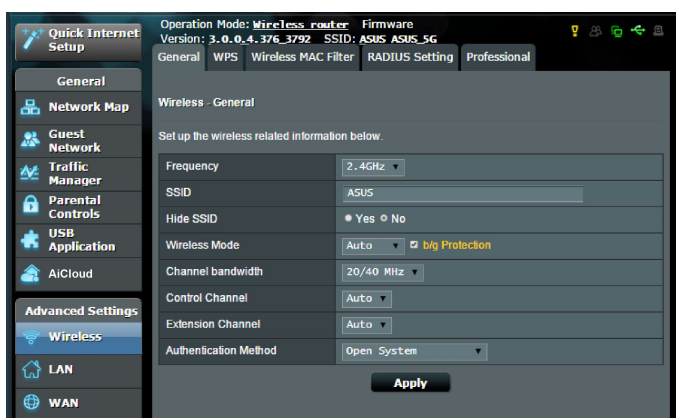 Quick Internet
Setup
Operation Mode: Wireless router Firmware
Version: 3.0.0.4.376_3792 SSID: ASUS ASUS_5G
General WPS Wireless MAC Filter RADIUS Setting Professional
General
Network Map
Guest
Network
Traffic
Manager
Parental
Controls
USB
Application
AiCloud
Advanced Settings
Wireless
LAN
WAN
Wireless - General
Set up the wireless related information below.
Frequency 2.4GHz
SSID ASUS
Hide SSID Yes No
Wireless Mode Auto b/g Protection
Channel bandwidth 20/40 MHz
Control Channel Auto
Extension Channel Auto
Authentication Method Open System
Apply